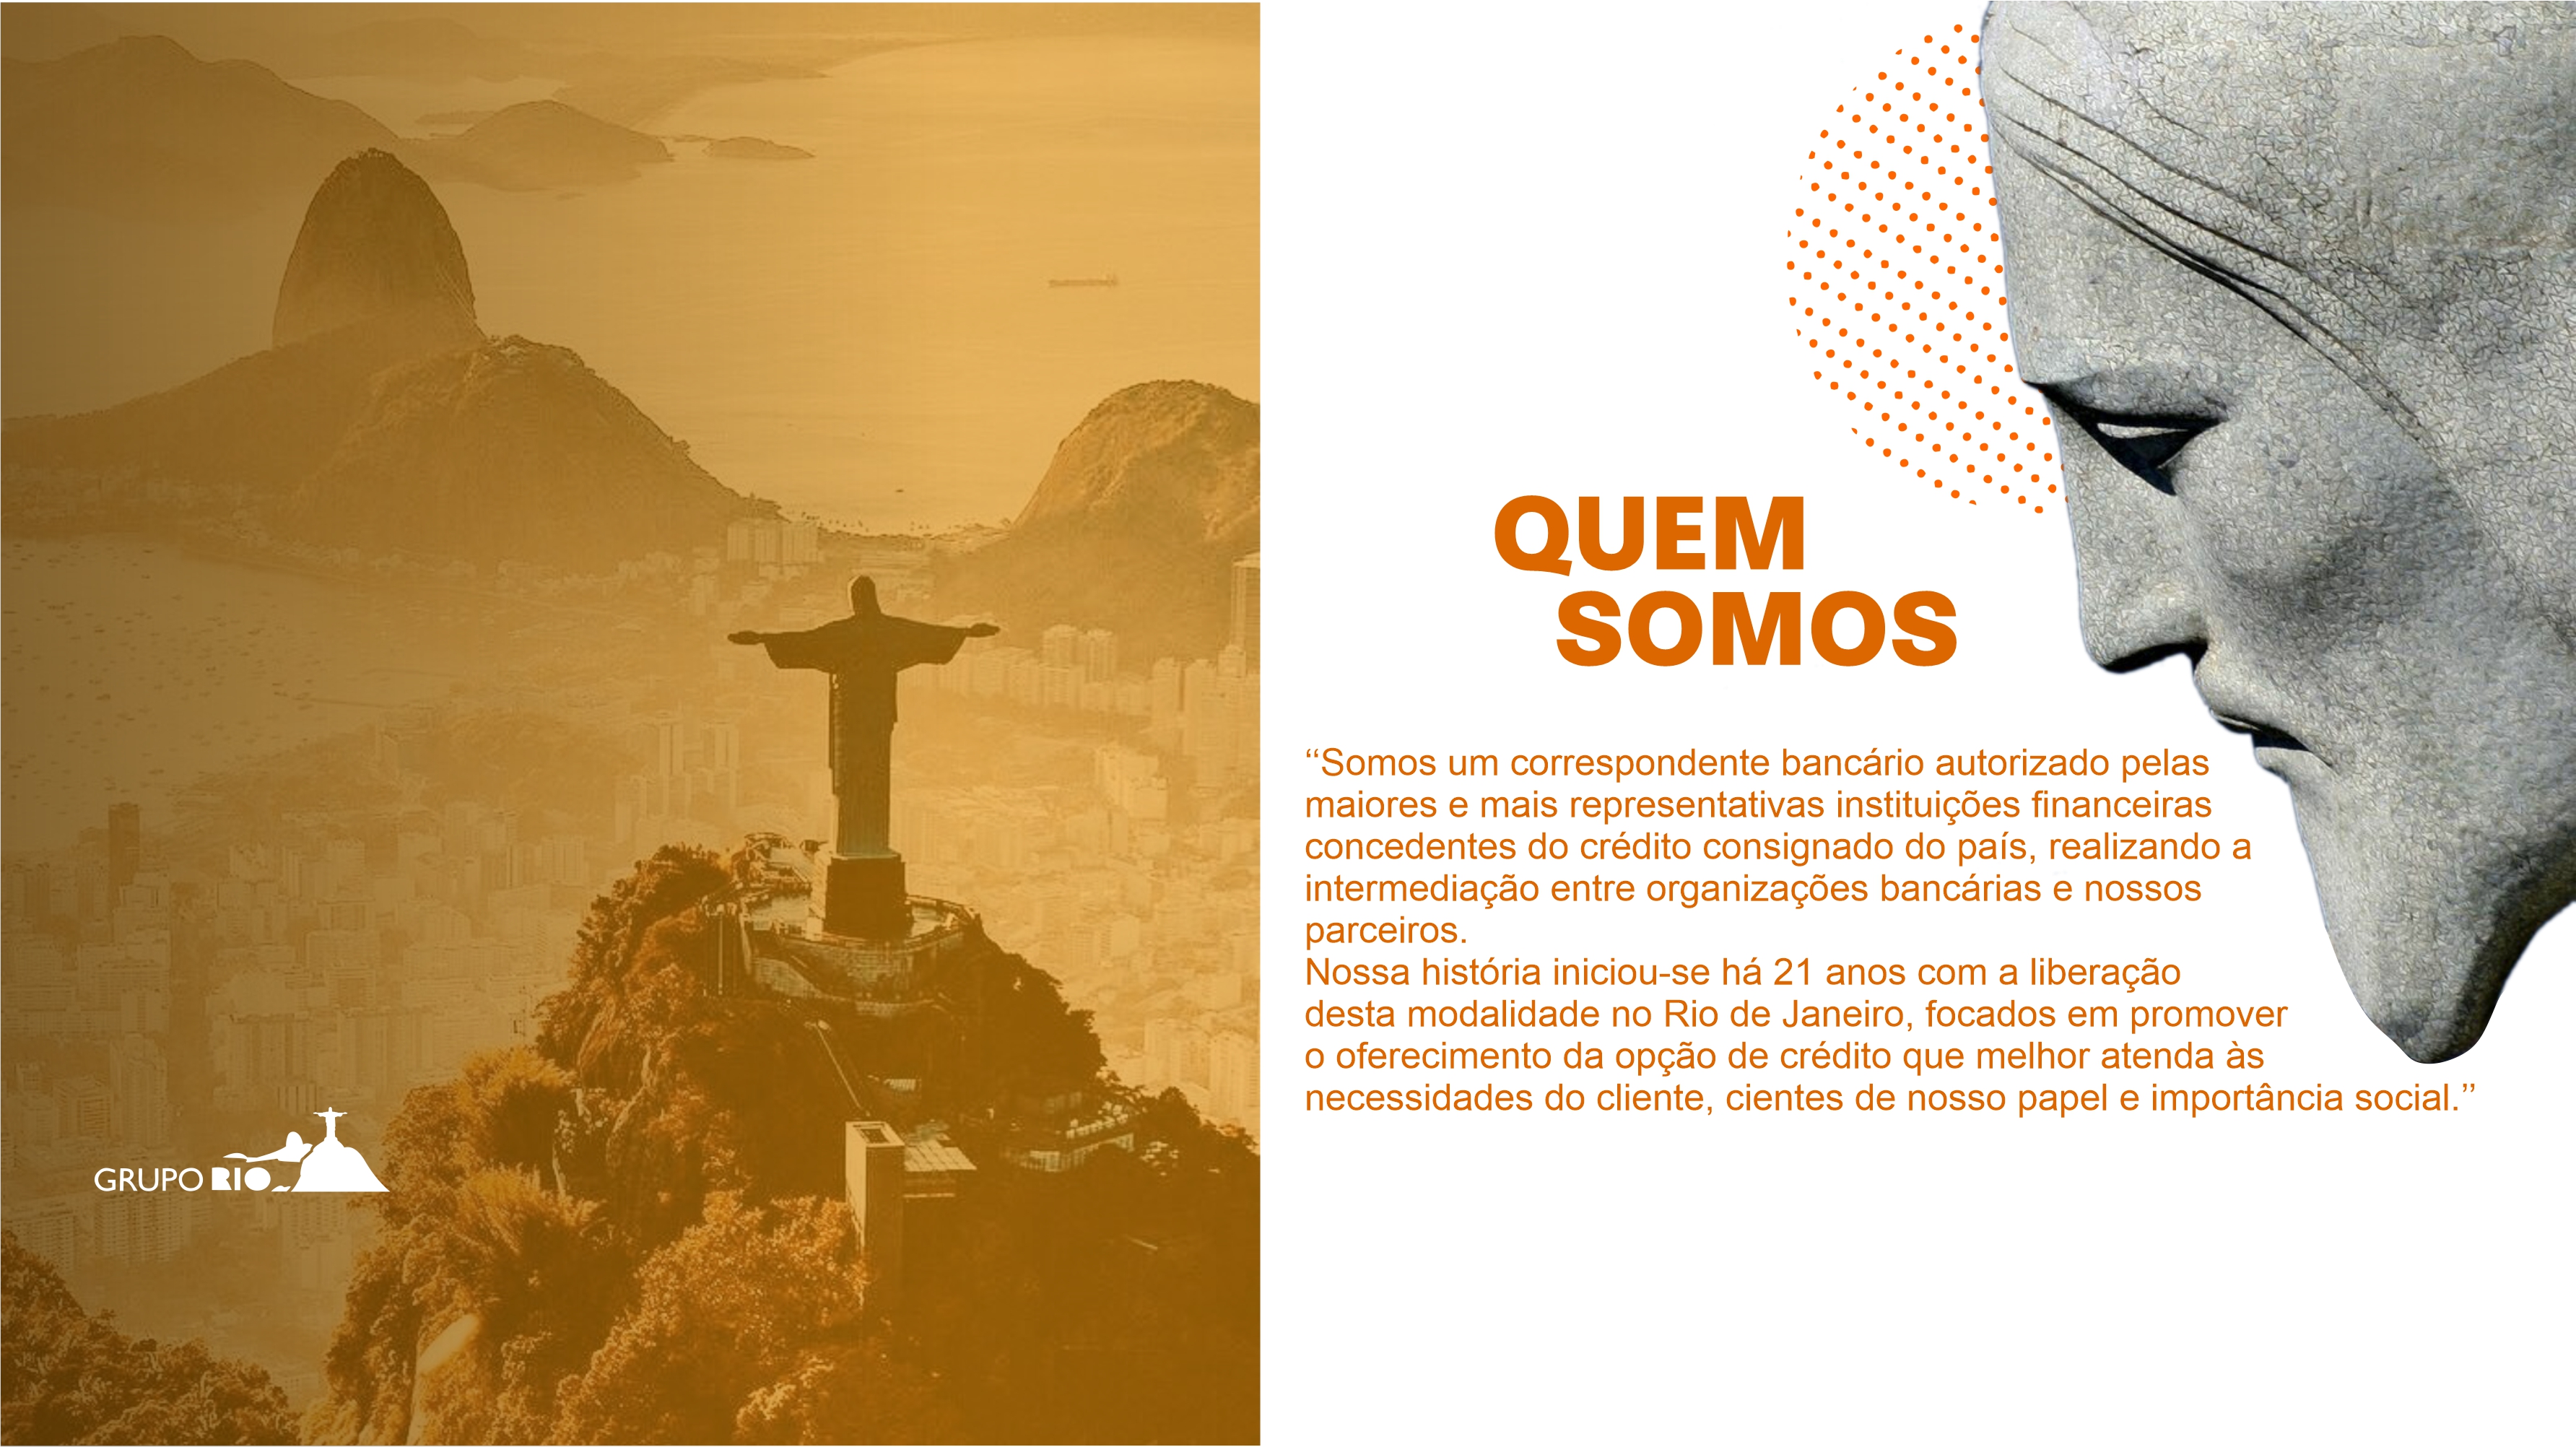 QUEM
SOMOS
“Somos um correspondente bancário autorizado pelas
maiores e mais representativas instituições financeiras
concedentes do crédito consignado do país, realizando a
intermediação entre organizações bancárias e nossos
parceiros.
Nossa história iniciou-se há 21 anos com a liberação
desta modalidade no Rio de Janeiro, focados em promover
o oferecimento da opção de crédito que melhor atenda às
necessidades do cliente, cientes de nosso papel e importância social.”
GRUPO RIO